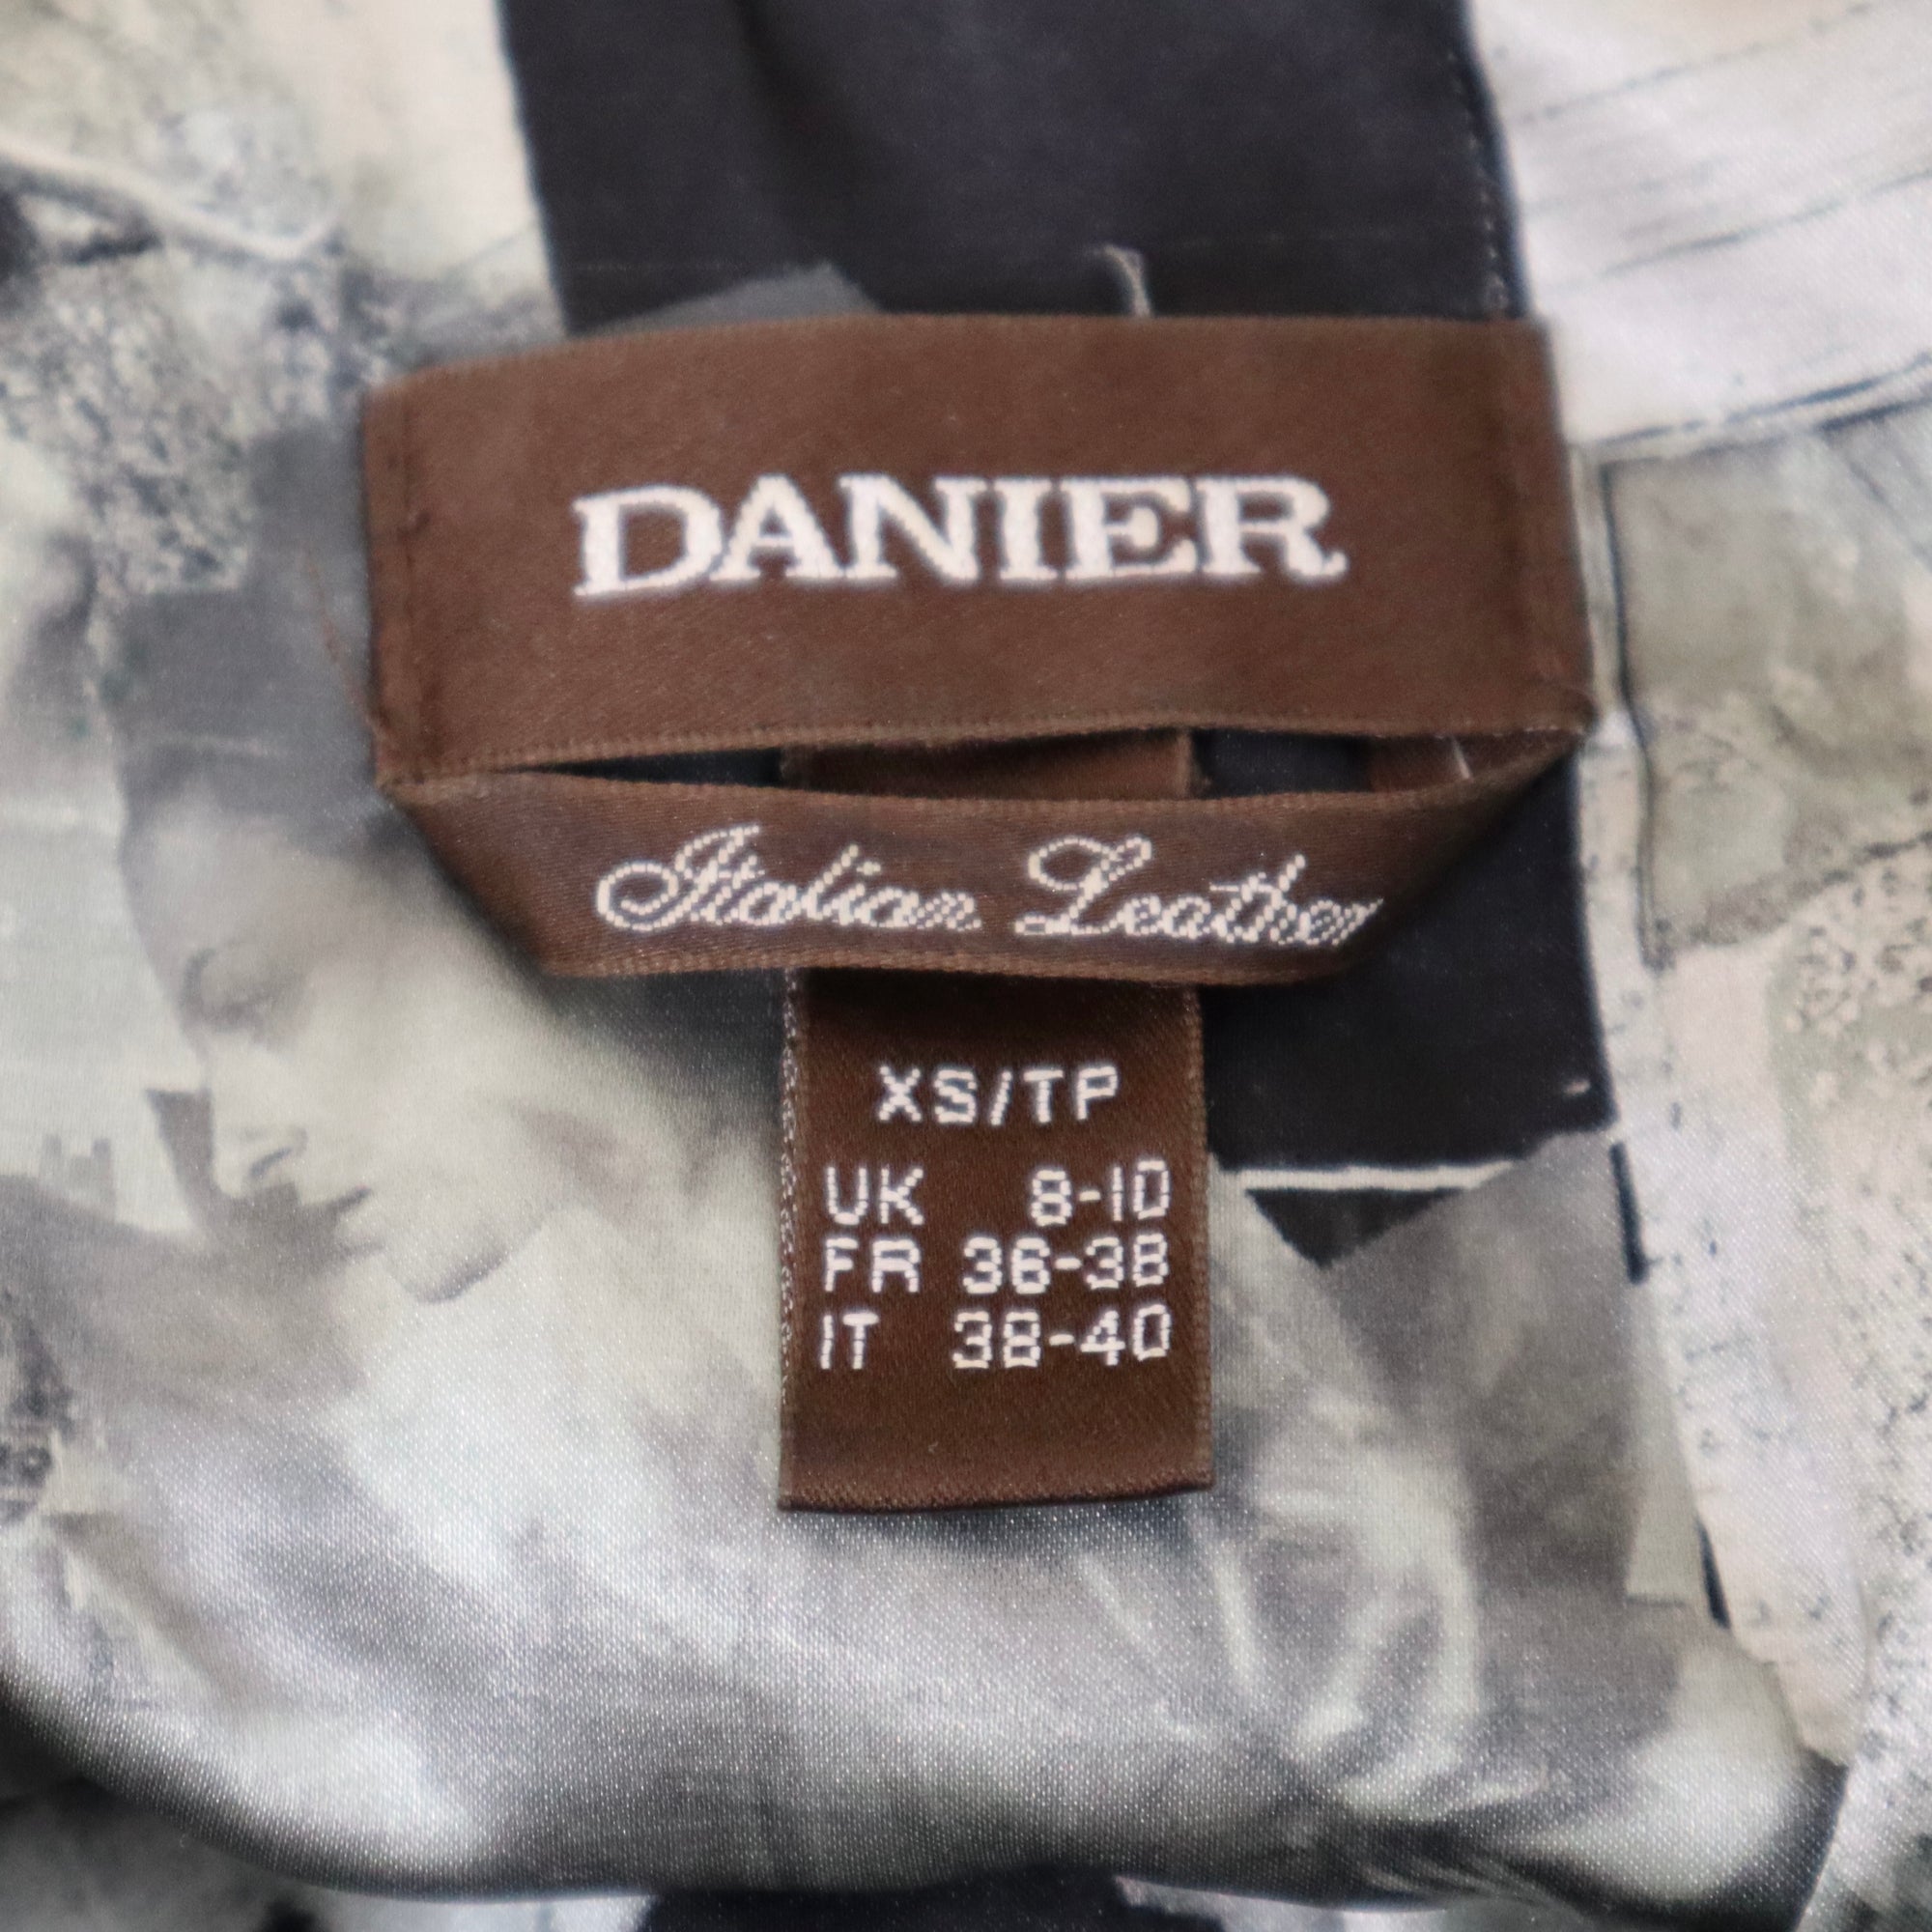 DANIER
Italian Leather
XS/TP
UK 8-10
FR 36-38
IT 38-40